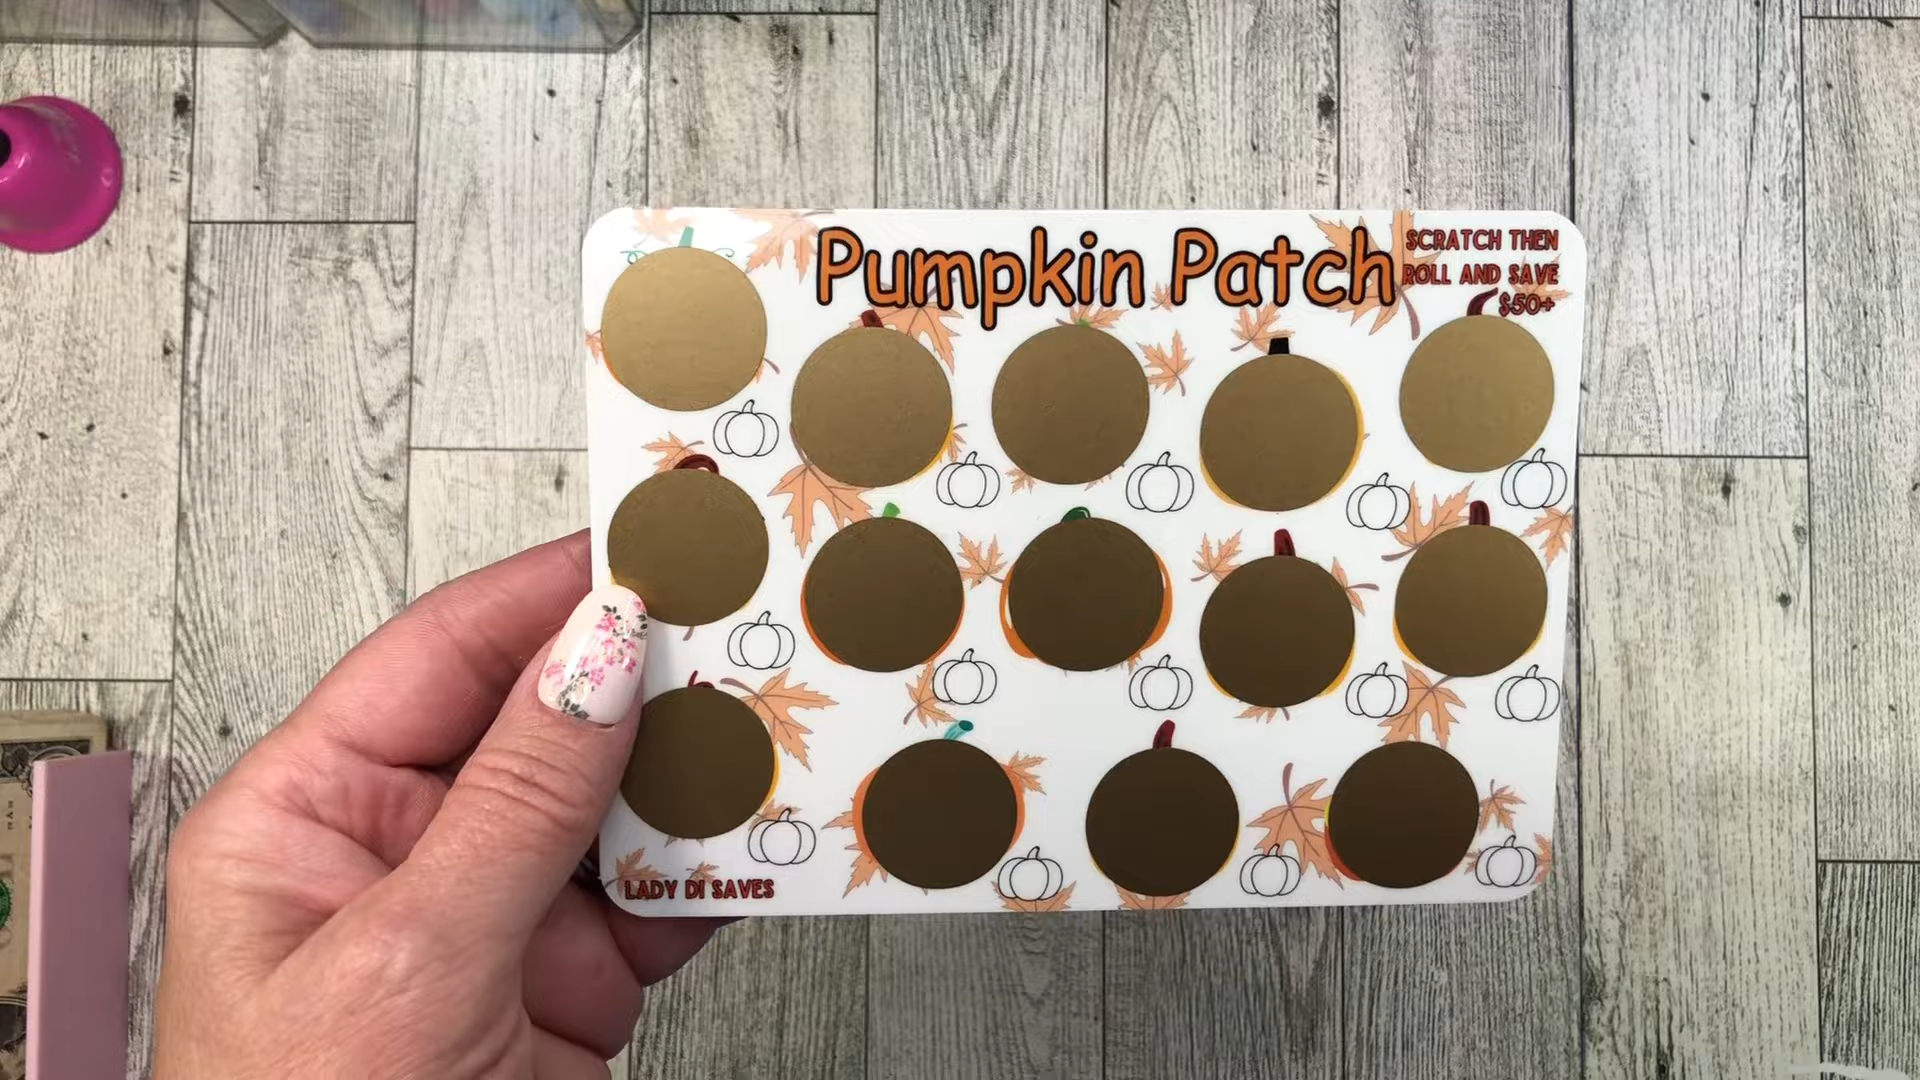 Pumpkin Patch
SCRATCH THEN
ROLL AND SAVE
$50+
LADY DI SAVES